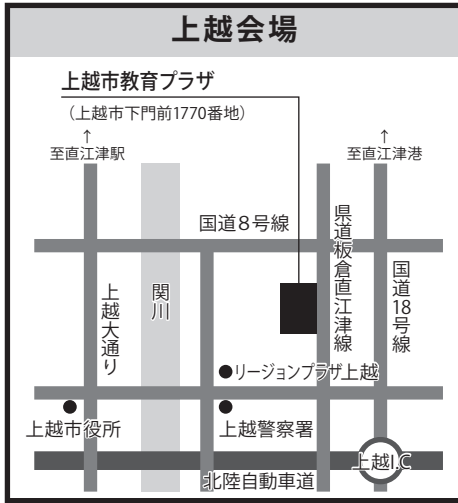 上越会場
上越市教育プラザ
（上越市下門前1770番地）
↑
至直江津駅
↑
至直江津港
国道8号線
上越大通り
関川
県道板倉直江津線
国道18号線
●リージョンプラザ上越
上越市役所
上越警察署
上越I.C
北陸自動車道